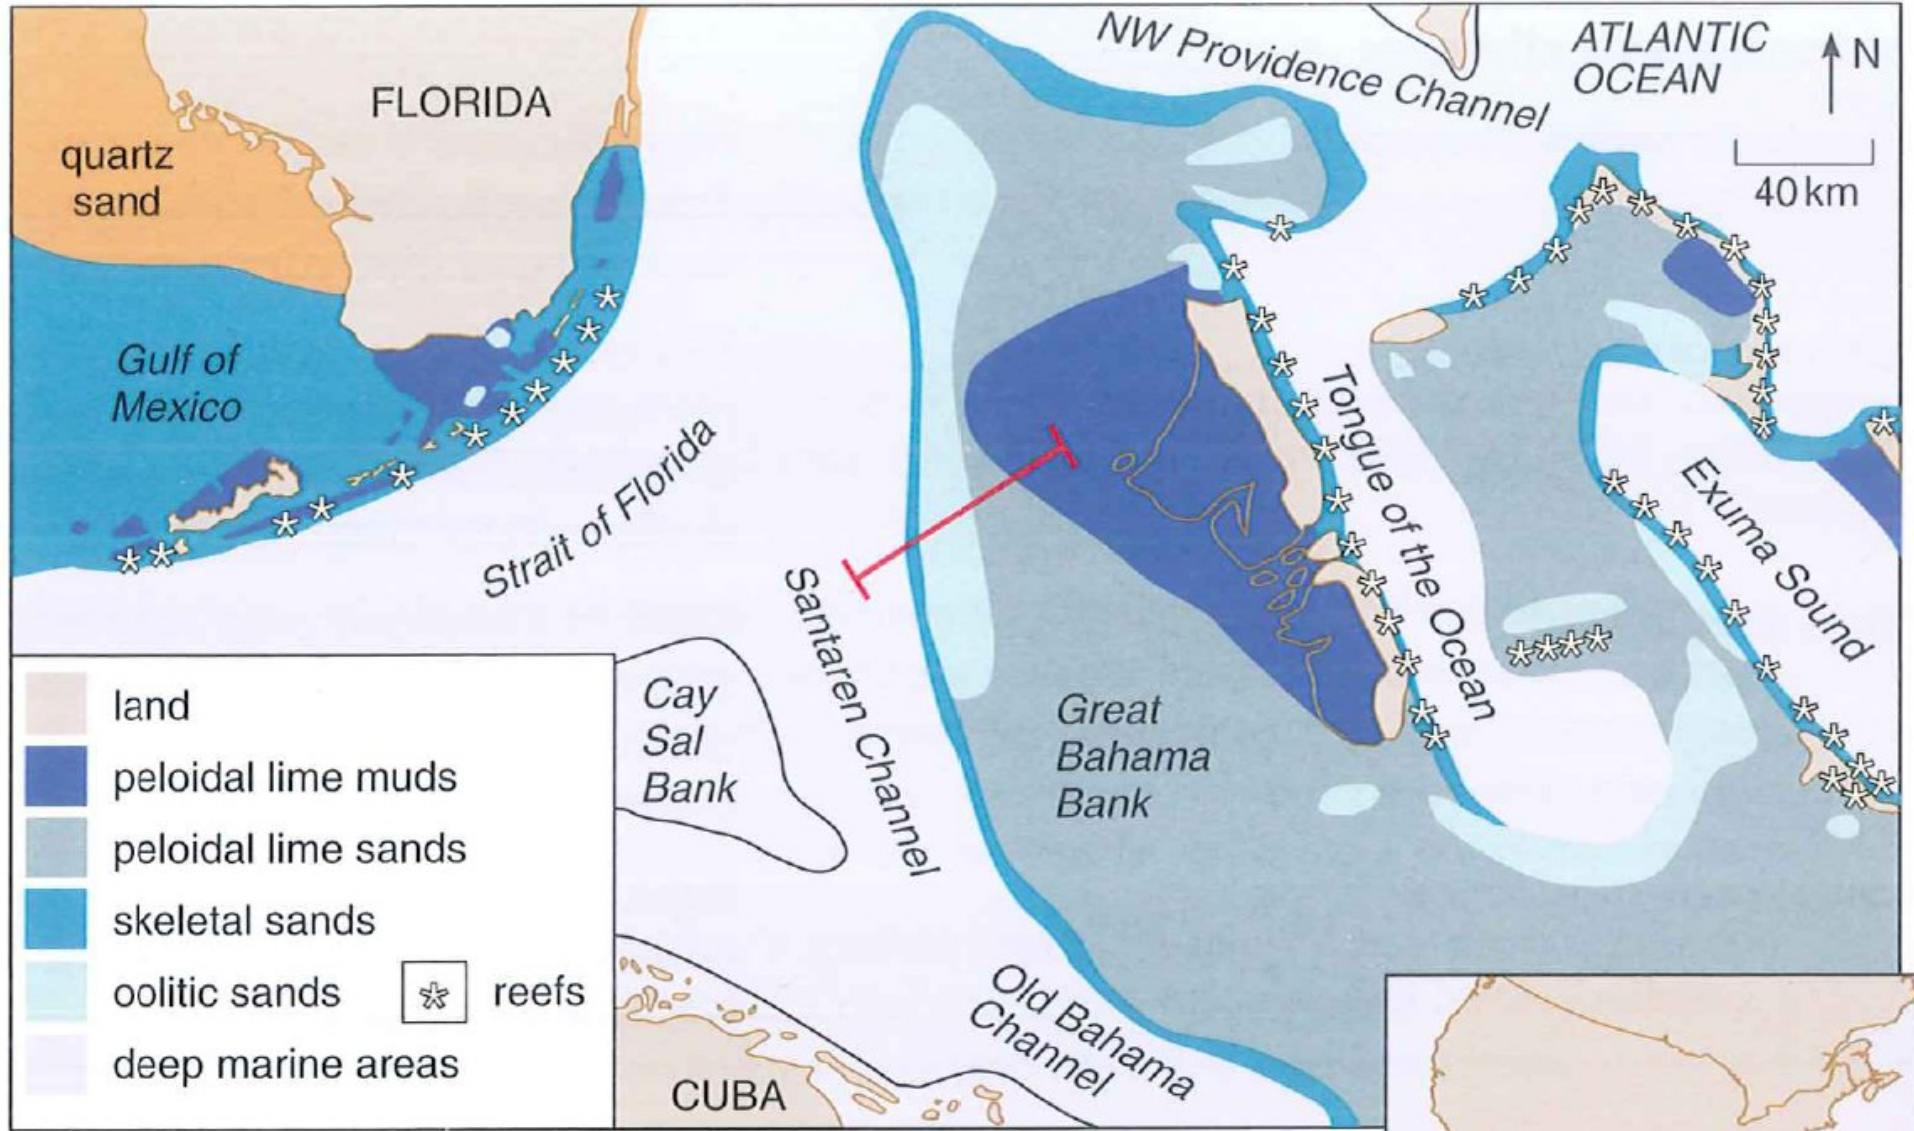 NW Providence Channel
ATLANTIC
OCEAN
N
40 km
FLORIDA
quartz
sand
Gulf of
Mexico
Strait of Florida
Tongue of the Ocean
Exuma Sound
Santaren Channel
Cay
Sal
Bank
Great
Bahama
Bank
Old Bahama
Channel
CUBA
land
peloidal lime muds
peloidal lime sands
skeletal sands
oolitic sands
reefs
deep marine areas